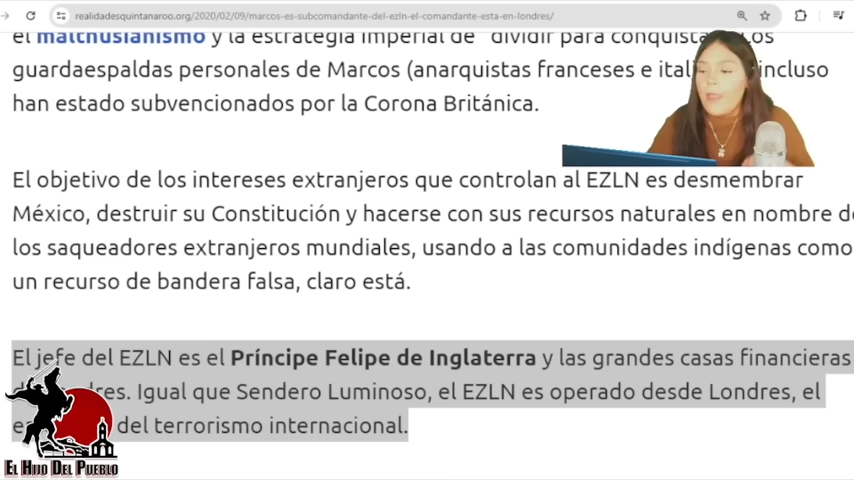 realidadesquintanaroo.org/2020/02/09/marcos-es-subcomandante-del-ezln-el-comandante-esta-en-londres/
el malthusianismo y la estrategia imperial de "dividir para conquista
guardaespaldas personales de Marcos (anarquistas franceses e incluso
han estado subvencionados por la Corona Británica.
El objetivo de los intereses extranjeros que controlan al EZLN es desmembrar
México, destruir su Constitución y hacerse con sus recursos naturales en nombre de
los saqueadores extranjeros mundiales, usando a las comunidades indígenas como
un recurso de bandera falsa, claro está.
El jefe del EZLN es el Príncipe Felipe de Inglaterra y las grandes casas financieras
Igual que Sendero Luminoso, el EZLN es operado desde Londres, el
del terrorismo internacional.
EL HIJO DEL PUEBLO